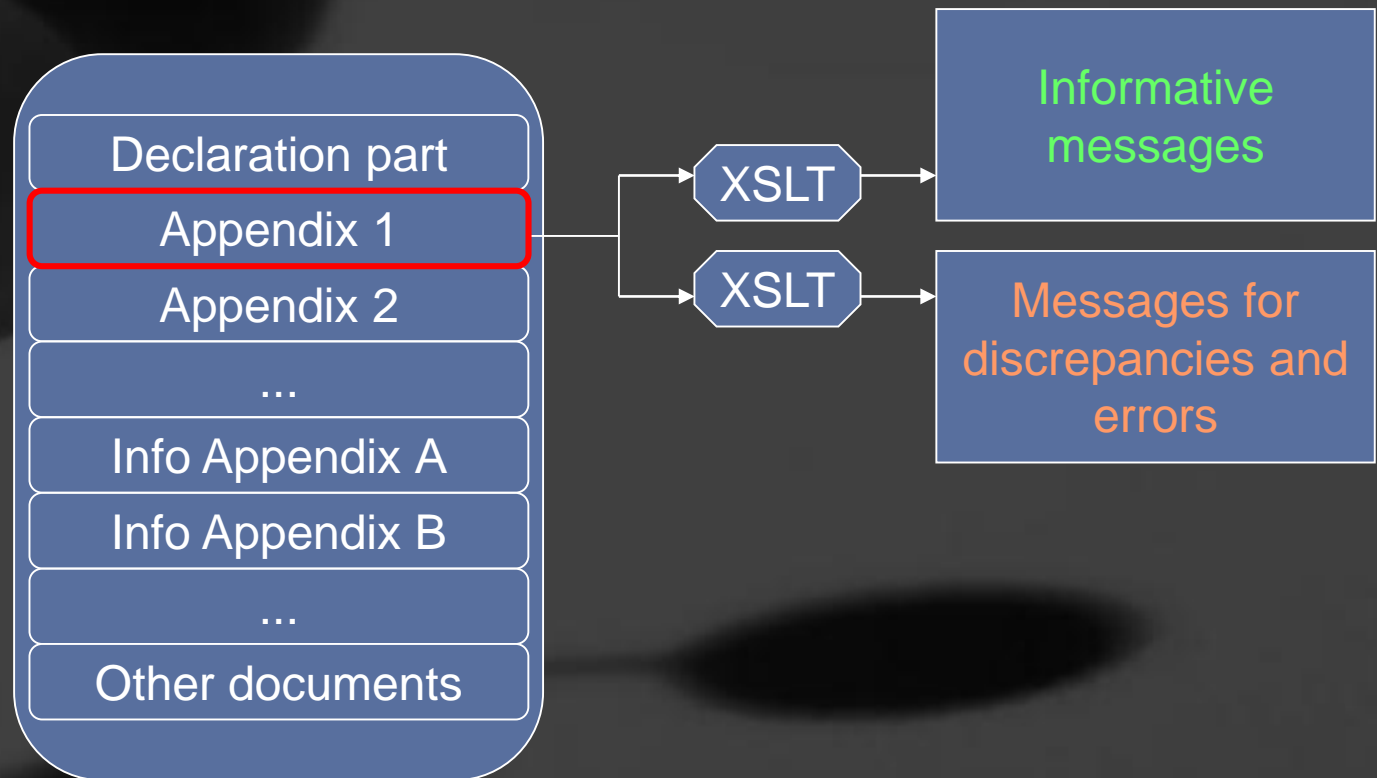 Declaration part
Appendix 1
Appendix 2
...
Info Appendix A
Info Appendix B
...
Other documents
XSLT
XSLT
Informative
messages
Messages for
discrepancies and
errors